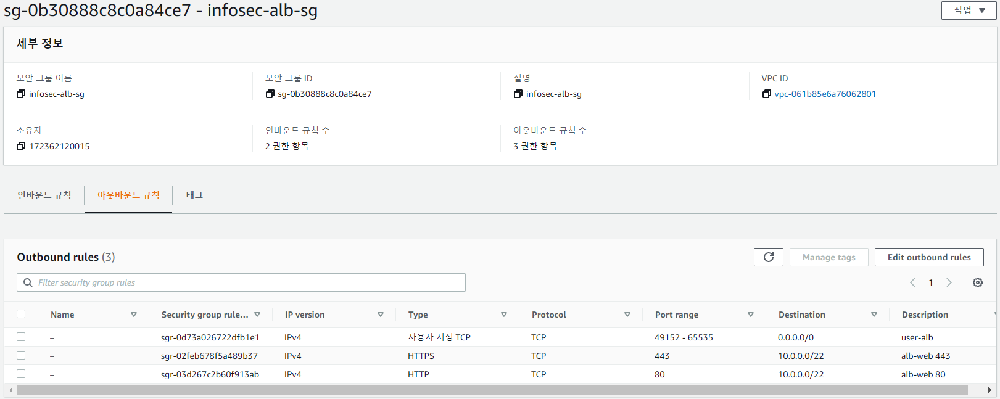 sg-0b30888c8c0a84ce7 - infosec-alb-sg
작업
세부 정보
보안 그룹 이름 보안 그룹 ID 설명 VPC ID
infosec-alb-sg sg-0b30888c8c0a84ce7 infosec-alb-sg vpc-061b85e6a76062801
소유자 인바운드 규칙 수 아웃바운드 규칙 수
172362120015 2 권한 항목 3 권한 항목
인바운드 규칙 아웃바운드 규칙 태그
Outbound rules (3) Manage tags Edit outbound rules
Filter security group rules 1
Name Security group rule... IP version Type Protocol Port range Destination Description
– sgr-0d73a026722dfb1e1 IPv4 사용자 지정 TCP TCP 49152 - 65535 0.0.0.0/0 user-alb
– sgr-02feb678f5a489b37 IPv4 HTTPS TCP 443 10.0.0.0/22 alb-web 443
– sgr-03d267c2b60f913ab IPv4 HTTP TCP 80 10.0.0.0/22 alb-web 80